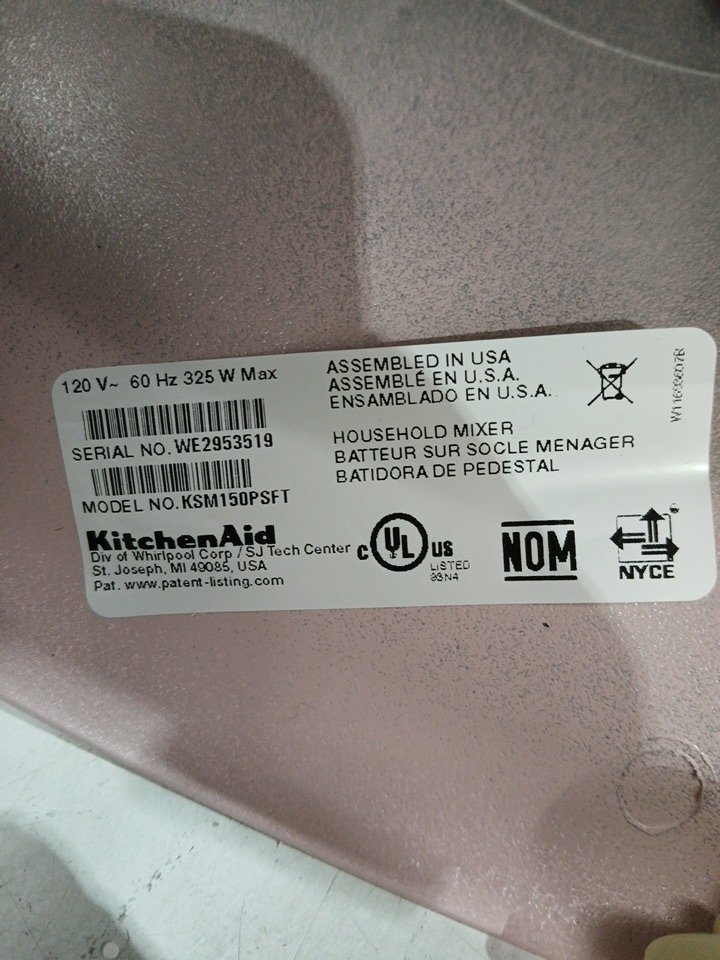 120 V~ 60 Hz 325 W Max
SERIAL NO. WE2953519
MODEL NO. KSM150PSFT
KitchenAid
Div of Whirlpool Corp / SJ Tech Center
St. Joseph, MI 49085, USA
Pat. www.patent-listing.com
ASSEMBLED IN USA
ASSEMBLÉ EN U.S.A.
ENSAMBLADO EN U.S.A.
HOUSEHOLD MIXER
BATTEUR SUR SOCLE MENAGER
BATIDORA DE PEDESTAL
C UL US
LISTED
93N4
NOM
NYCE